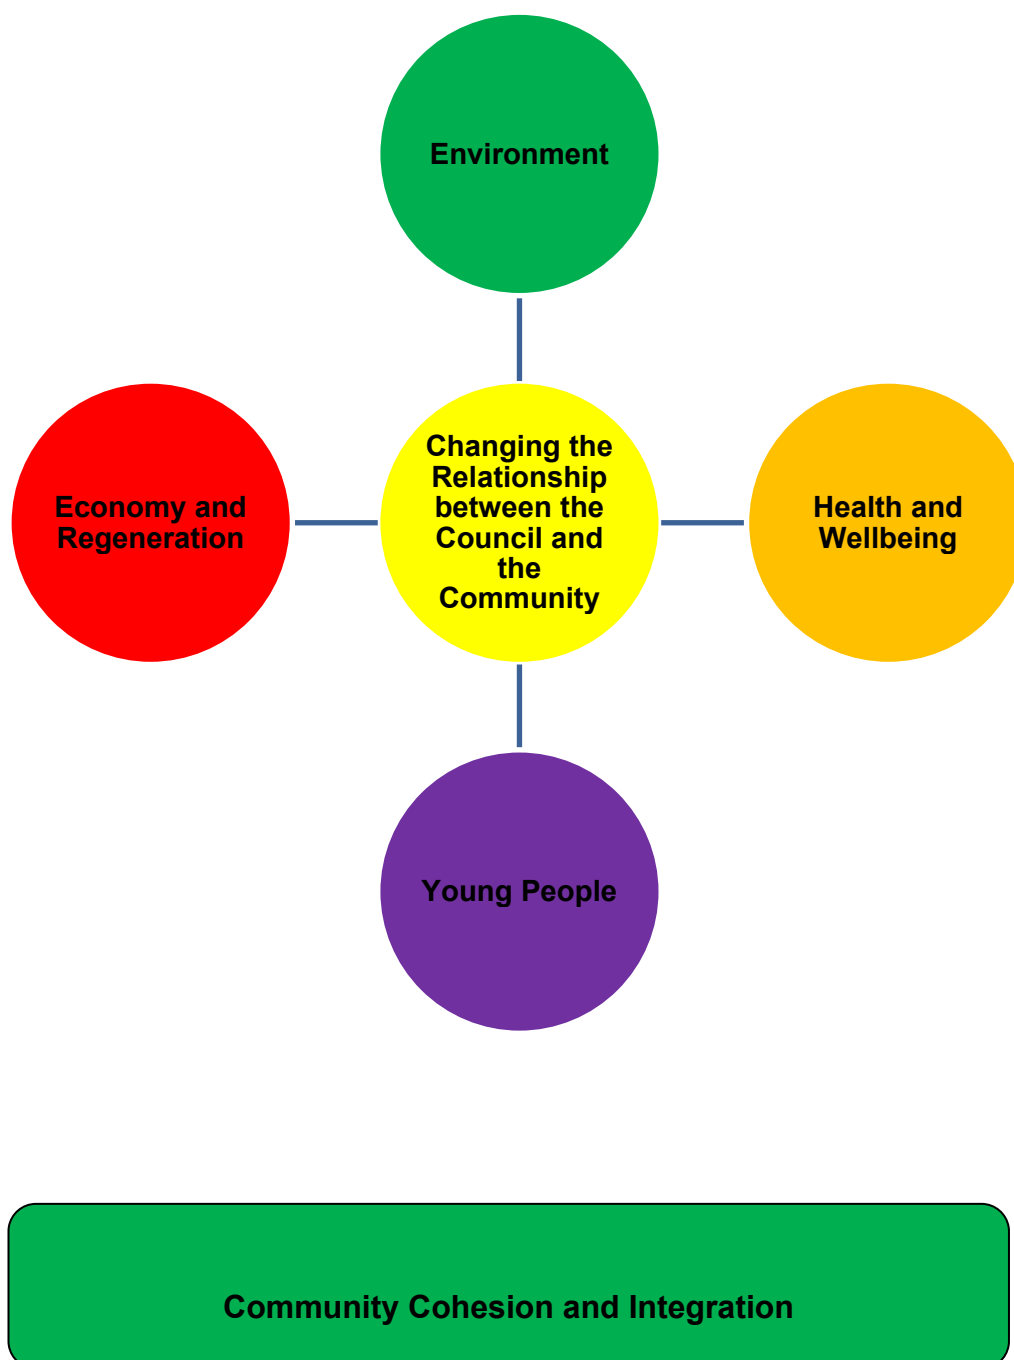 Environment
Economy and
Regeneration
Changing the
Relationship
between the
Council and
the
Community
Health and
Wellbeing
Young People
Community Cohesion and Integration